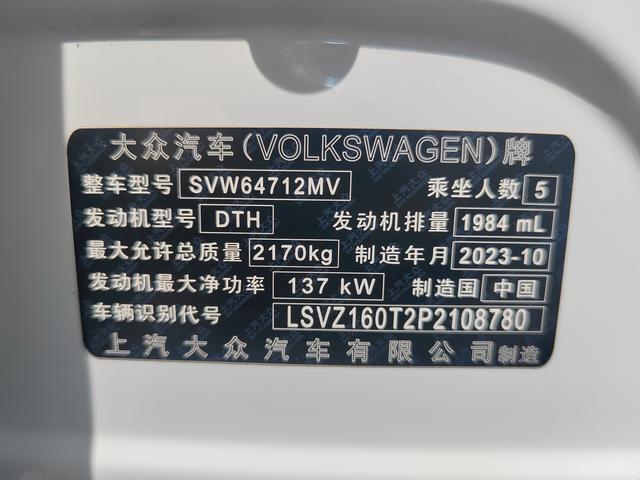 大众汽车(VOLKSWAGEN)牌
整车型号 SVW64712MV 乘坐人数 5
发动机型号 DTH 发动机排量 1984 mL
最大允许总质量 2170kg 制造年月 2023-10
发动机最大净功率 137 kW 制造国 中国
车辆识别代号 LSVZ160T2P2108780
上汽大众汽车有限公司制造